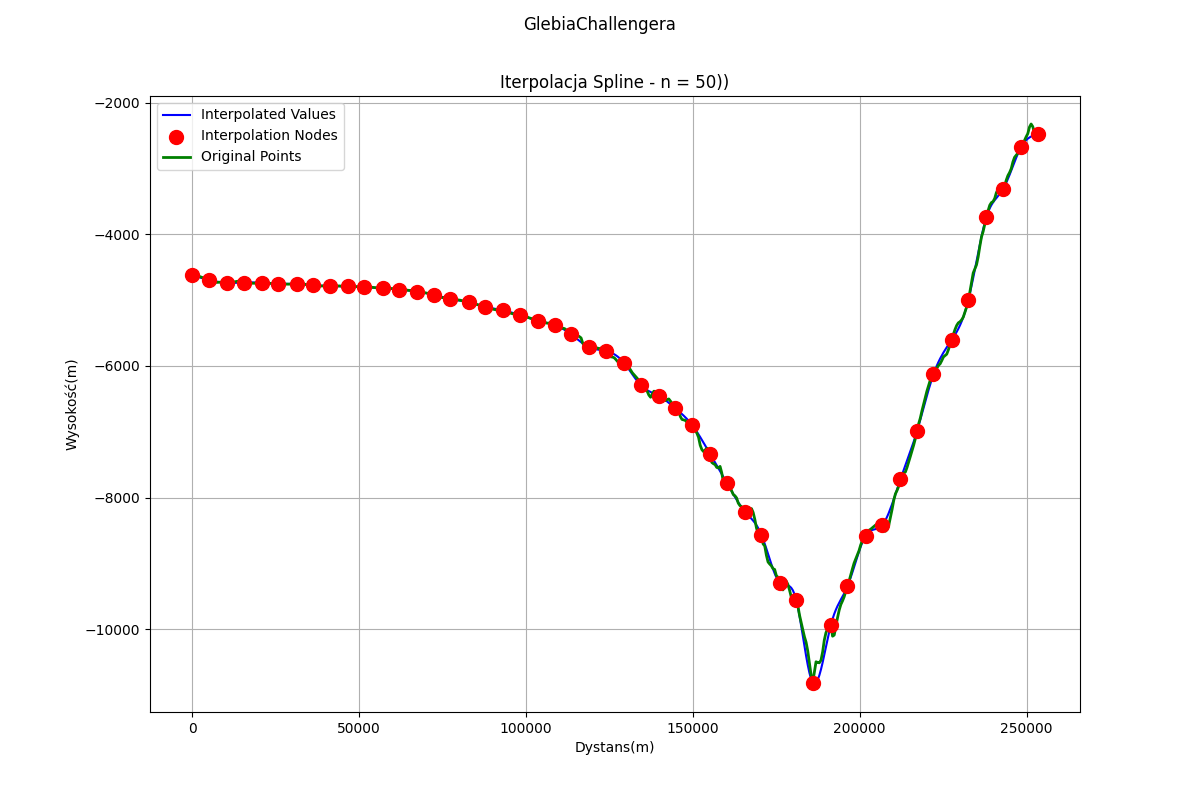 GlebiaChallengera
Iterpolacja Spline - n = 50))
Interpolated Values
Interpolation Nodes
Original Points
−2000
−4000
−6000
−8000
−10000
Wysokość(m)
0
50000
100000
150000
200000
250000
Dystans(m)